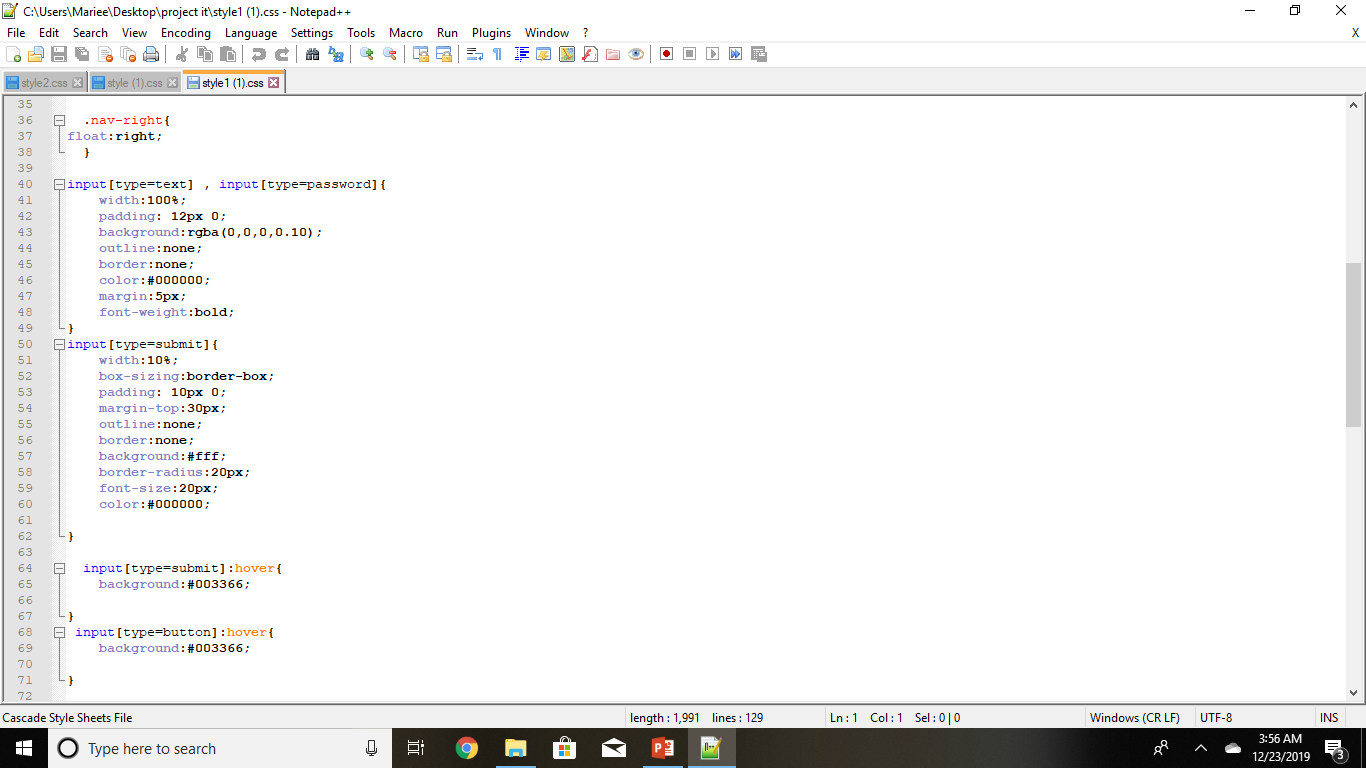 C:\Users\Mariee\Desktop\project it\style1 (1).css - Notepad++
File Edit Search View Encoding Language Settings Tools Macro Run Plugins Window ? X
style2.css style (1).css style1 (1).css
35
36 .nav-right{
37 float:right;
38 }
39
40 input[type=text] , input[type=password]{
41 width:100%;
42 padding: 12px 0;
43 background:rgba(0,0,0,0.10);
44 outline:none;
45 border:none;
46 color:#000000;
47 margin:5px;
48 font-weight:bold;
49 }
50 input[type=submit]{
51 width:10%;
52 box-sizing:border-box;
53 padding: 10px 0;
54 margin-top:30px;
55 outline:none;
56 border:none;
57 background:#fff;
58 border-radius:20px;
59 font-size:20px;
60 color:#000000;
61
62 }
63
64 input[type=submit]:hover{
65 background:#003366;
66
67 }
68 input[type=button]:hover{
69 background:#003366;
70
71 }
72
Cascade Style Sheets File length : 1,991 lines : 129 Ln : 1 Col : 1 Sel : 0 | 0 Windows (CR LF) UTF-8 INS
Type here to search 3:56 AM
12/23/2019 3